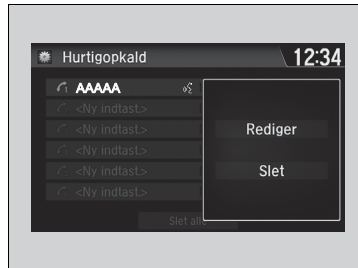 Hurtigopkald
12:34
AAAAA
<Ny indtast.>
<Ny indtast.>
<Ny indtast.>
<Ny indtast.>
<Ny indtast.>
Rediger
Slet
Slet alle